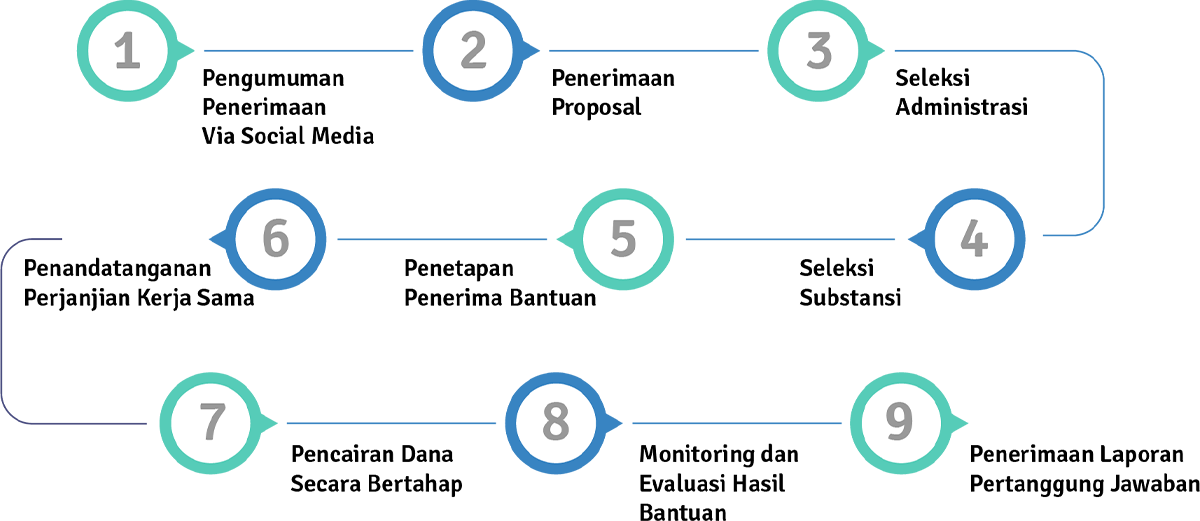 1
Pengumuman
Penerimaan
Via Social Media
2
Penerimaan
Proposal
3
Seleksi
Administrasi
4
Seleksi
Substansi
5
Penetapan
Penerima Bantuan
6
Penandatanganan
Perjanjian Kerja Sama
7
Pencairan Dana
Secara Bertahap
8
Monitoring dan
Evaluasi Hasil
Bantuan
9
Penerimaan Laporan
Pertanggung Jawaban